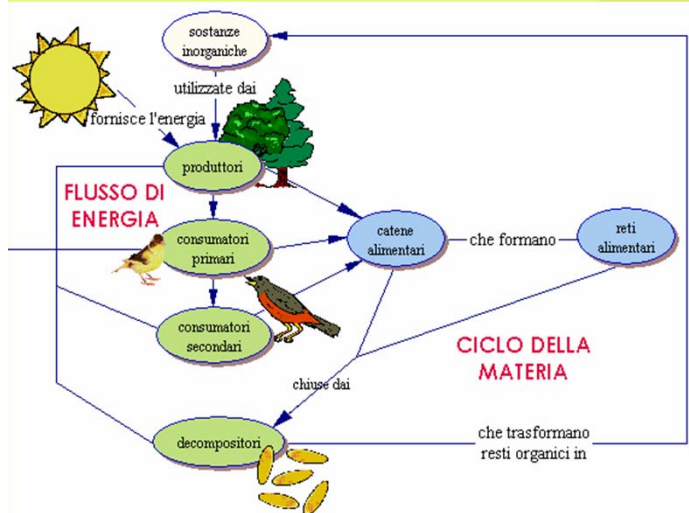 sostanze
inorganiche
utilizzate dai
fornisce l'energia
produttori
FLUSSO DI
ENERGIA
consumatori
primari
catene
alimentari
che formano
reti
alimentari
consumatori
secondari
CICLO DELLA
MATERIA
chiuse dai
decompositori
che trasformano
resti organici in